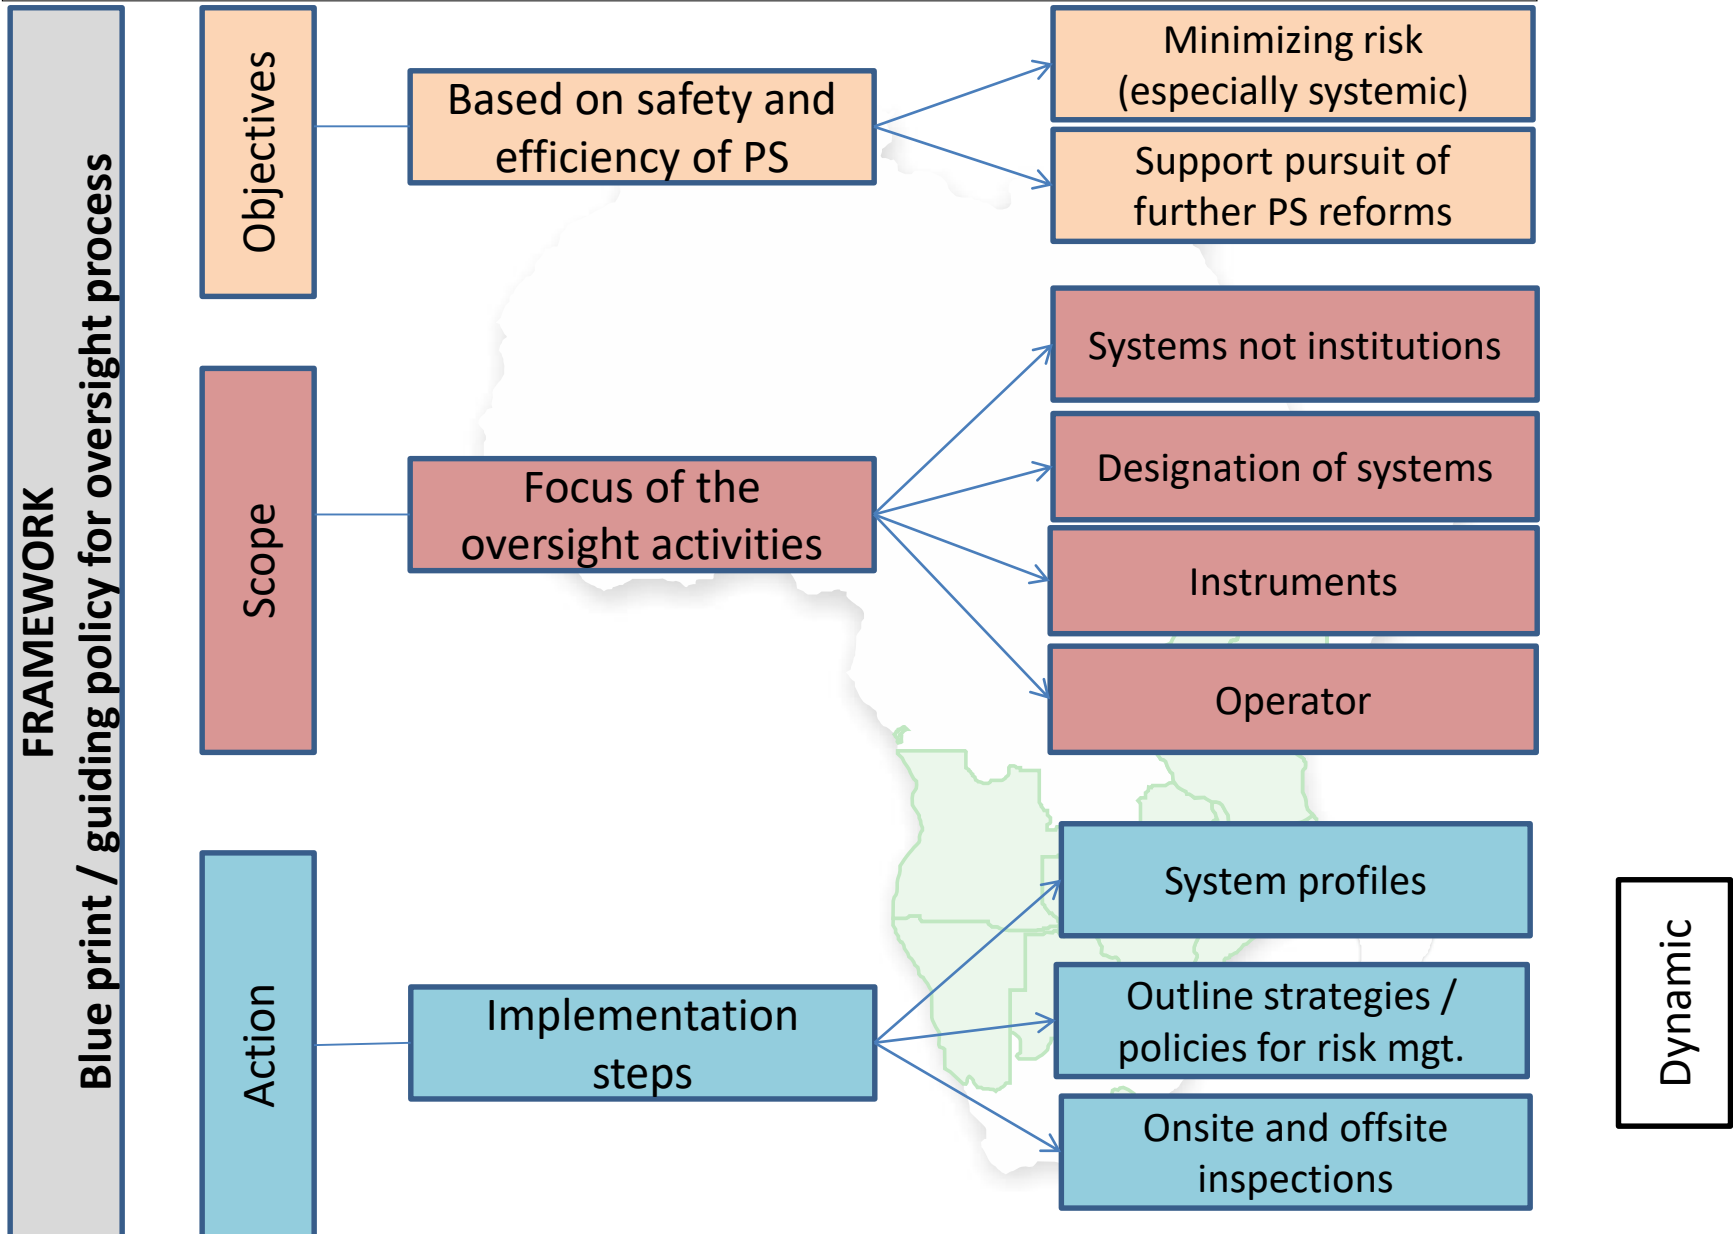 FRAMEWORK
Blue print / guiding policy for oversight process
Objectives
Based on safety and
efficiency of PS
Minimizing risk
(especially systemic)
Support pursuit of
further PS reforms
Scope
Focus of the
oversight activities
Systems not institutions
Designation of systems
Instruments
Operator
Action
Implementation
steps
System profiles
Outline strategies /
policies for risk mgt.
Onsite and offsite
inspections
Dynamic